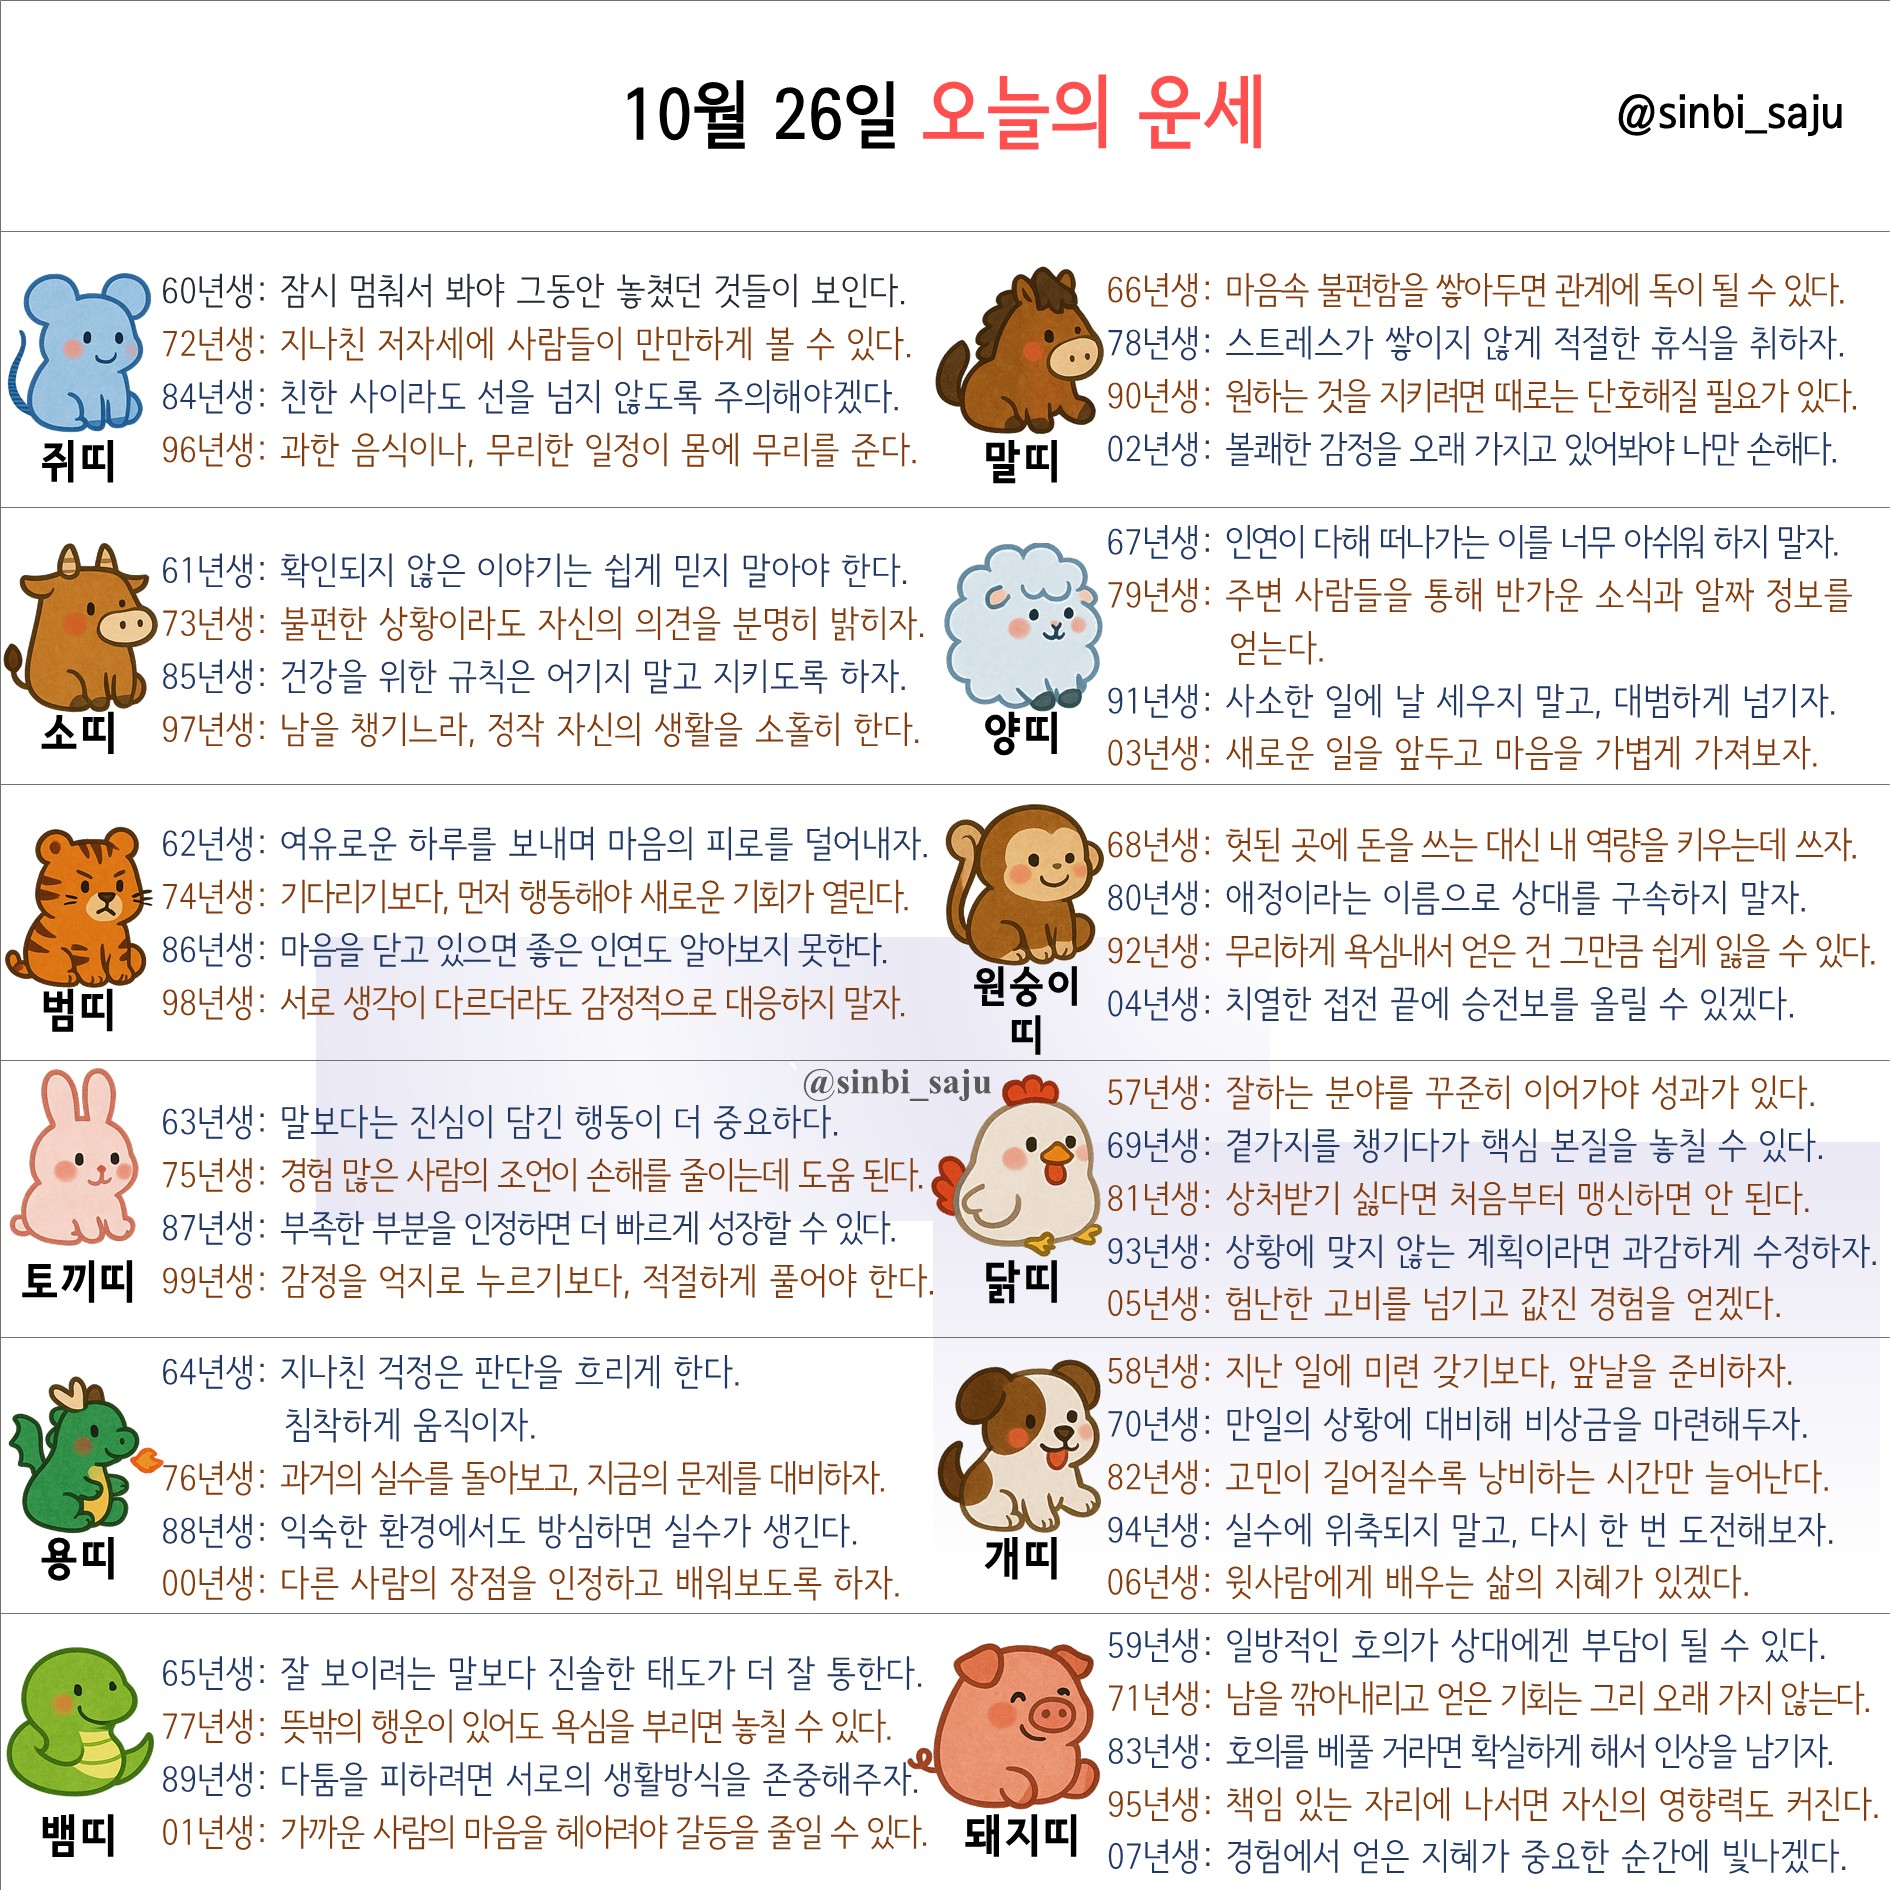 10월 26일 오늘의 운세
@sinbi_saju
60년생: 잠시 멈춰서 봐야 그동안 놓쳤던 것들이 보인다.
72년생: 지나친 저자세에 사람들이 만만하게 볼 수 있다.
84년생: 친한 사이라도 선을 넘지 않도록 주의해야겠다.
96년생: 과한 음식이나, 무리한 일정이 몸에 무리를 준다.
쥐띠
66년생: 마음속 불편함을 쌓아두면 관계에 독이 될 수 있다.
78년생: 스트레스가 쌓이지 않게 적절한 휴식을 취하자.
90년생: 원하는 것을 지키려면 때로는 단호해질 필요가 있다.
02년생: 불쾌한 감정을 오래 가지고 있어봐야 나만 손해다.
말띠
61년생: 확인되지 않은 이야기는 쉽게 믿지 말아야 한다.
73년생: 불편한 상황이라도 자신의 의견을 분명히 밝히자.
85년생: 건강을 위한 규칙은 어기지 말고 지키도록 하자.
97년생: 남을 챙기느라, 정작 자신의 생활을 소홀히 한다.
소띠
67년생: 인연이 다해 떠나가는 이를 너무 아쉬워 하지 말자.
79년생: 주변 사람들을 통해 반가운 소식과 알짜 정보를
얻는다.
91년생: 사소한 일에 날 세우지 말고, 대범하게 넘기자.
03년생: 새로운 일을 앞두고 마음을 가볍게 가져보자.
양띠
62년생: 여유로운 하루를 보내며 마음의 피로를 덜어내자.
74년생: 기다리기보다, 먼저 행동해야 새로운 기회가 열린다.
86년생: 마음을 닫고 있으면 좋은 인연도 알아보지 못한다.
98년생: 서로 생각이 다르더라도 감정적으로 대응하지 말자.
범띠
68년생: 헛된 곳에 돈을 쓰는 대신 내 역량을 키우는데 쓰자.
80년생: 애정이라는 이름으로 상대를 구속하지 말자.
92년생: 무리하게 욕심내서 얻은 건 그만큼 쉽게 잃을 수 있다.
04년생: 치열한 접전 끝에 승전보를 올릴 수 있겠다.
원숭이
띠
@sinbi_saju
63년생: 말보다는 진심이 담긴 행동이 더 중요하다.
75년생: 경험 많은 사람의 조언이 손해를 줄이는데 도움 된다.
87년생: 부족한 부분을 인정하면 더 빠르게 성장할 수 있다.
99년생: 감정을 억지로 누르기보다, 적절하게 풀어야 한다.
토끼띠
57년생: 잘하는 분야를 꾸준히 이어가야 성과가 있다.
69년생: 곁가지를 챙기다가 핵심 본질을 놓칠 수 있다.
81년생: 상처받기 싫다면 처음부터 맹신하면 안 된다.
93년생: 상황에 맞지 않는 계획이라면 과감하게 수정하자.
05년생: 험난한 고비를 넘기고 값진 경험을 얻겠다.
닭띠
64년생: 지나친 걱정은 판단을 흐리게 한다.
침착하게 움직이자.
76년생: 과거의 실수를 돌아보고, 지금의 문제를 대비하자.
88년생: 익숙한 환경에서도 방심하면 실수가 생긴다.
00년생: 다른 사람의 장점을 인정하고 배워보도록 하자.
용띠
58년생: 지난 일에 미련 갖기보다, 앞날을 준비하자.
70년생: 만일의 상황에 대비해 비상금을 마련해두자.
82년생: 고민이 길어질수록 낭비하는 시간만 늘어난다.
94년생: 실수에 위축되지 말고, 다시 한 번 도전해보자.
06년생: 윗사람에게 배우는 삶의 지혜가 있겠다.
개띠
65년생: 잘 보이려는 말보다 진솔한 태도가 더 잘 통한다.
77년생: 뜻밖의 행운이 있어도 욕심을 부리면 놓칠 수 있다.
89년생: 다툼을 피하려면 서로의 생활방식을 존중해주자.
01년생: 가까운 사람의 마음을 헤아려야 갈등을 줄일 수 있다.
뱀띠
59년생: 일방적인 호의가 상대에겐 부담이 될 수 있다.
71년생: 남을 깎아내리고 얻은 기회는 그리 오래 가지 않는다.
83년생: 호의를 베풀 거라면 확실하게 해서 인상을 남기자.
95년생: 책임 있는 자리에 나서면 자신의 영향력도 커진다.
07년생: 경험에서 얻은 지혜가 중요한 순간에 빛나겠다.
돼지띠